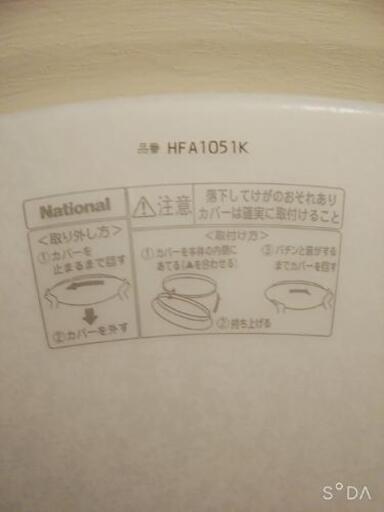 品番 HFA1051K
National
⚠注意
落下してけがのおそれあり
カバーは確実に取付けること
<取り外し方>
①カバーを
止まるまで回す
②カバーを外す
<取付け方>
①カバーを本体の内側に
あてる(▲を合わせる)
②持ち上げる
③パチンと音がする
までカバーを回す
S°DA